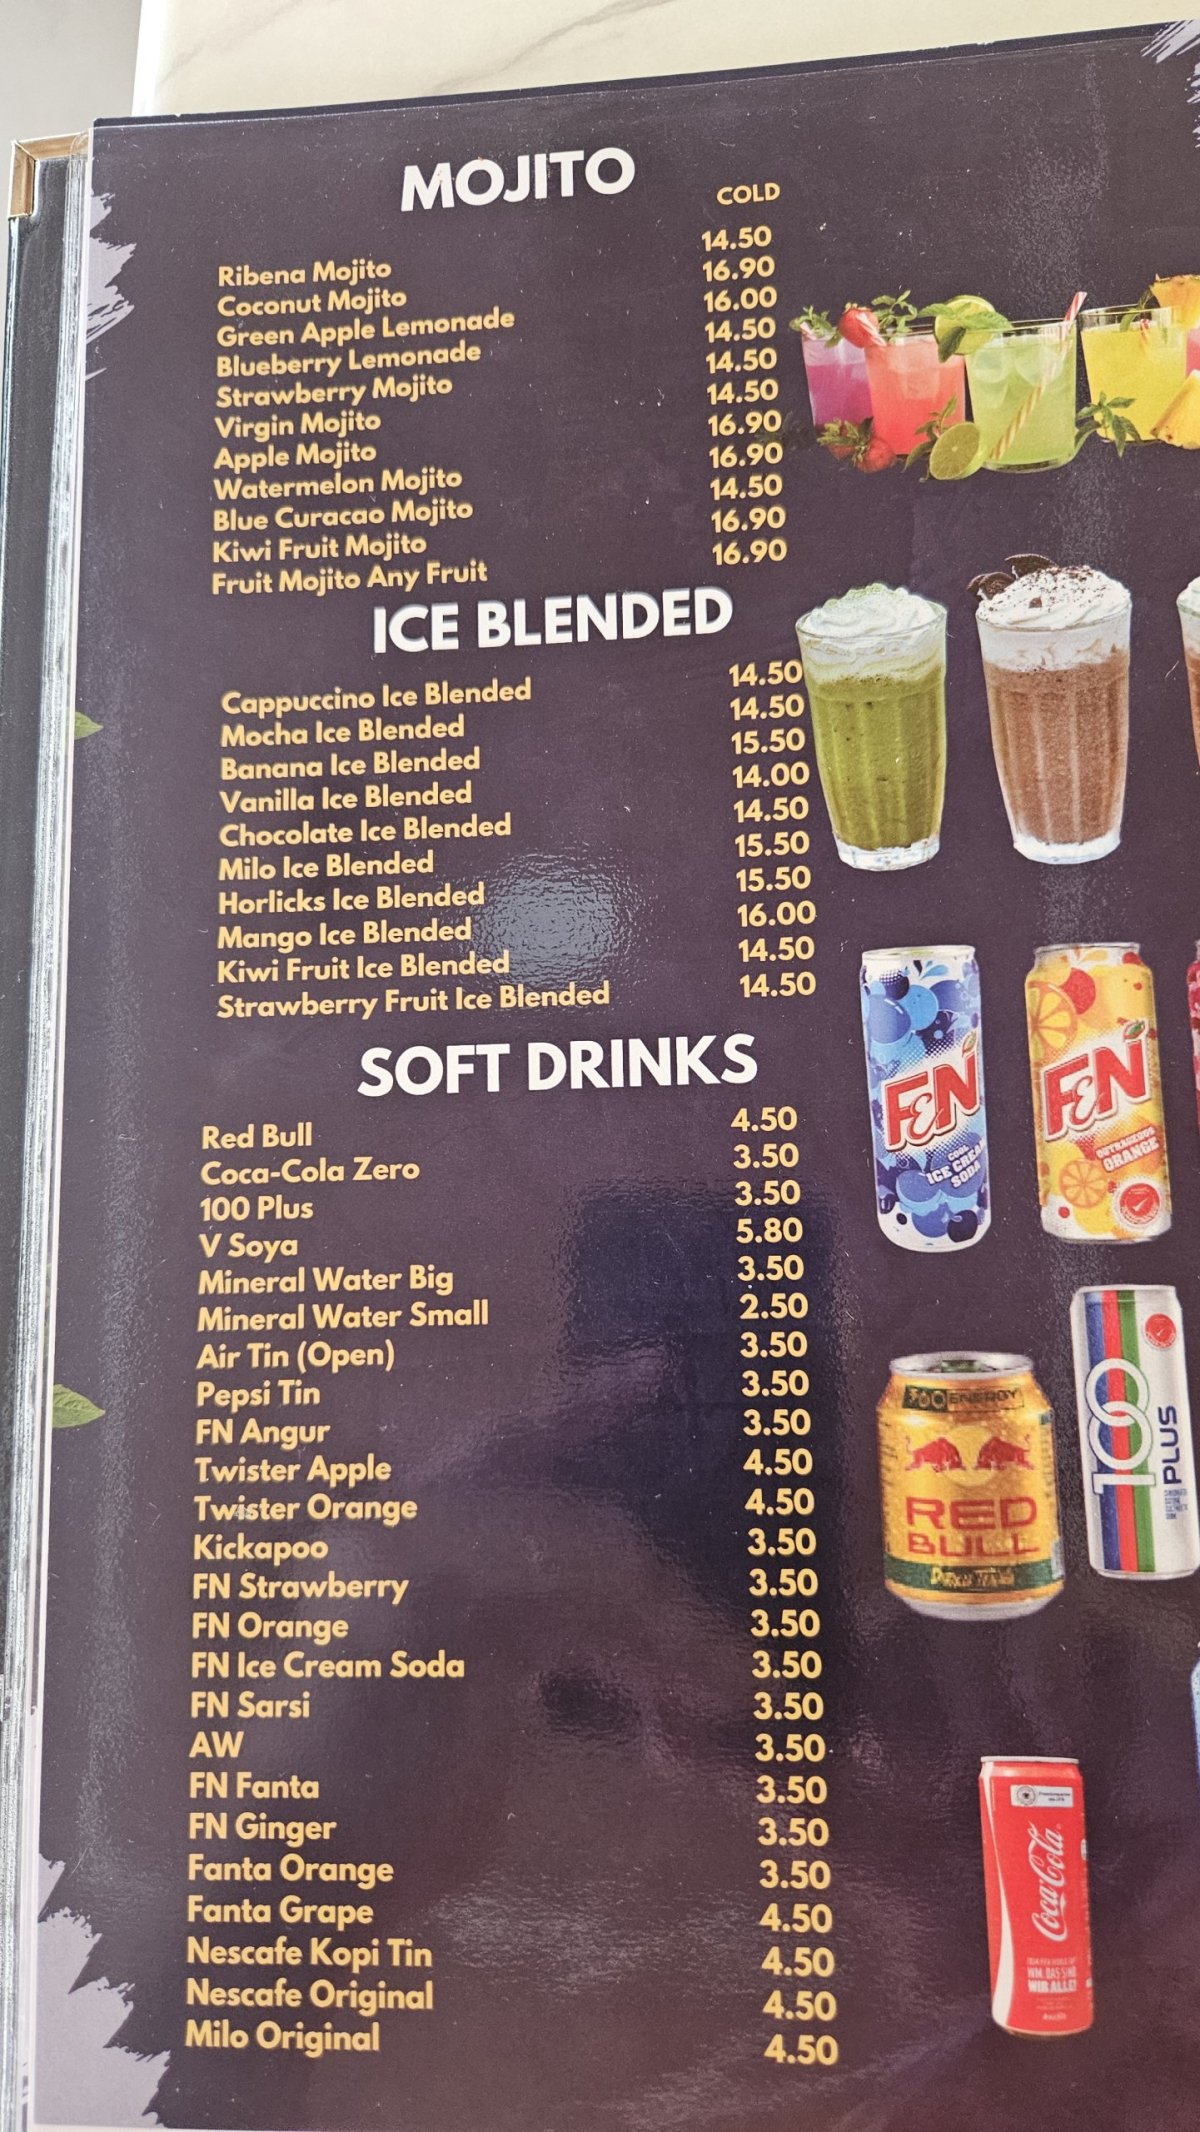 MOJITO
COLD
Ribena Mojito 14.50
Coconut Mojito 16.90
Green Apple Lemonade 16.00
Blueberry Lemonade 14.50
Strawberry Mojito 14.50
Virgin Mojito 14.50
Apple Mojito 16.90
Watermelon Mojito 16.90
Blue Curacao Mojito 14.50
Kiwi Fruit Mojito 16.90
Fruit Mojito Any Fruit 16.90
ICE BLENDED
Cappuccino Ice Blended 14.50
Mocha Ice Blended 14.50
Banana Ice Blended 15.50
Vanilla Ice Blended 14.00
Chocolate Ice Blended 14.50
Milo Ice Blended 15.50
Horlicks Ice Blended 15.50
Mango Ice Blended 16.00
Kiwi Fruit Ice Blended 14.50
Strawberry Fruit Ice Blended 14.50
SOFT DRINKS
Red Bull 4.50
Coca-Cola Zero 3.50
100 Plus 3.50
V Soya 5.80
Mineral Water Big 3.50
Mineral Water Small 2.50
Air Tin (Open) 3.50
Pepsi Tin 3.50
FN Angur 3.50
Twister Apple 4.50
Twister Orange 4.50
Kickapoo 3.50
FN Strawberry 3.50
FN Orange 3.50
FN Ice Cream Soda 3.50
FN Sarsi 3.50
AW 3.50
FN Fanta 3.50
FN Ginger 3.50
Fanta Orange 3.50
Fanta Grape 4.50
Nescafe Kopi Tin 4.50
Nescafe Original 4.50
Milo Original 4.50
F&N
COOL
ICE CREAM
SODA
F&N
OUTRAGEOUS
ORANGE
ENERGY
RED
BULL
100
PLUS
Coca-Cola
WIR ALLE!